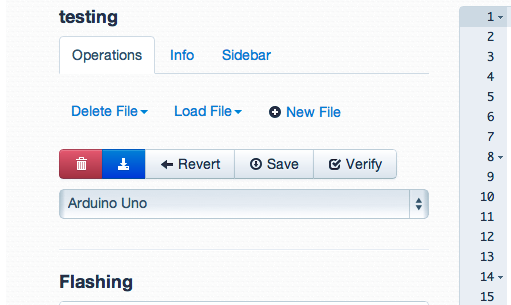 testing
Operations Info Sidebar
Delete File Load File New File
Revert Save Verify
Arduino Uno
Flashing
1
2
3
4
5
6
7
8
9
10
11
12
13
14
15